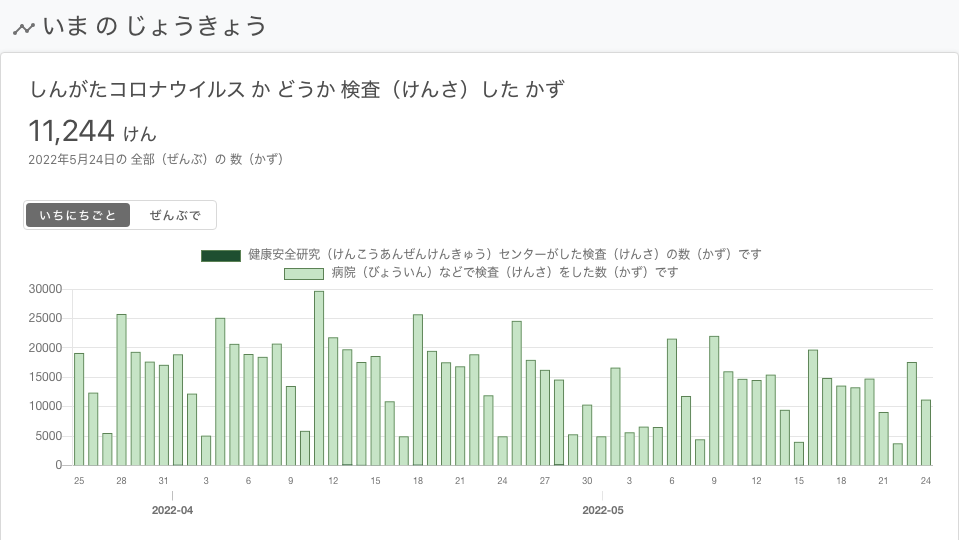 いま の じょうきょう
しんがたコロナウイルス か どうか 検査（けんさ）した かず
11,244 けん
2022年5月24日の 全部（ぜんぶ）の 数（かず）
いちにちごと ぜんぶで
健康安全研究（けんこうあんぜんけんきゅう）センターがした検査（けんさ）の数（かず）です
病院（びょういん）などで検査（けんさ）をした数（かず）です
30000
25000
20000
15000
10000
5000
0
25 28 31 3 6 9 12 15 18 21 24 27 30 3 6 9 12 15 18 21 24
2022-04 2022-05